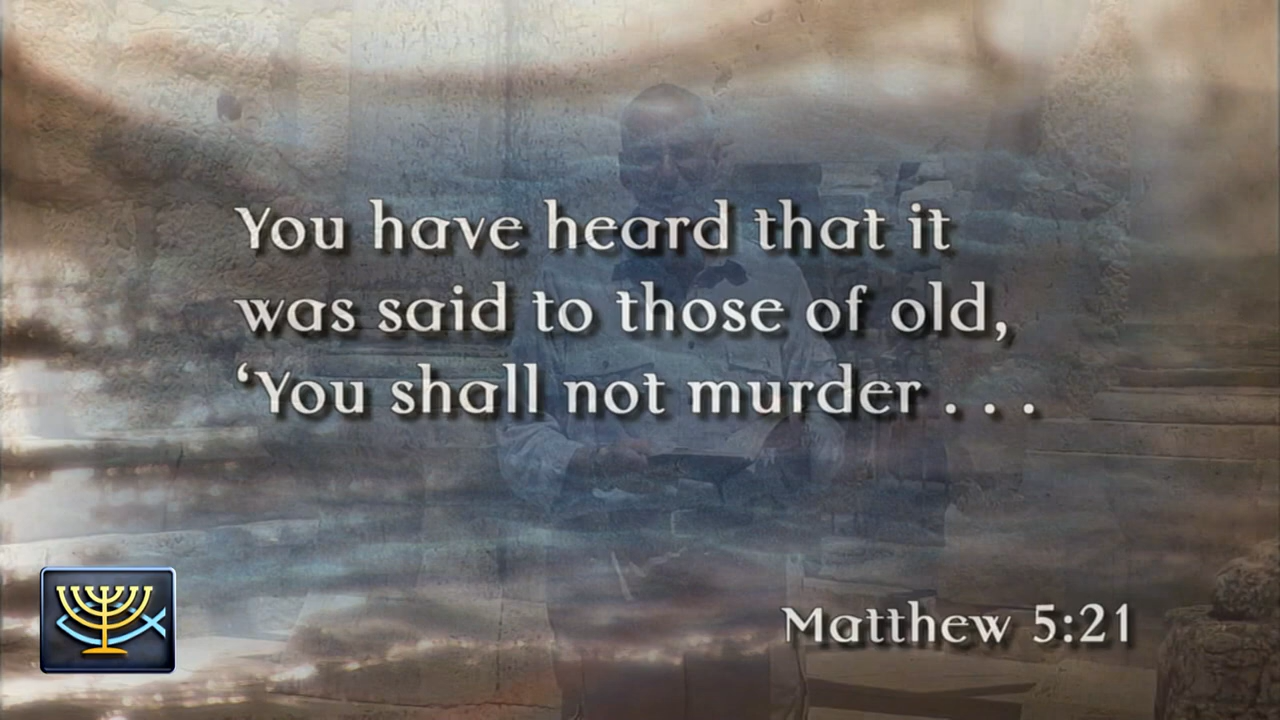 You have heard that it
was said to those of old,
‘You shall not murder . . .
Matthew 5:21